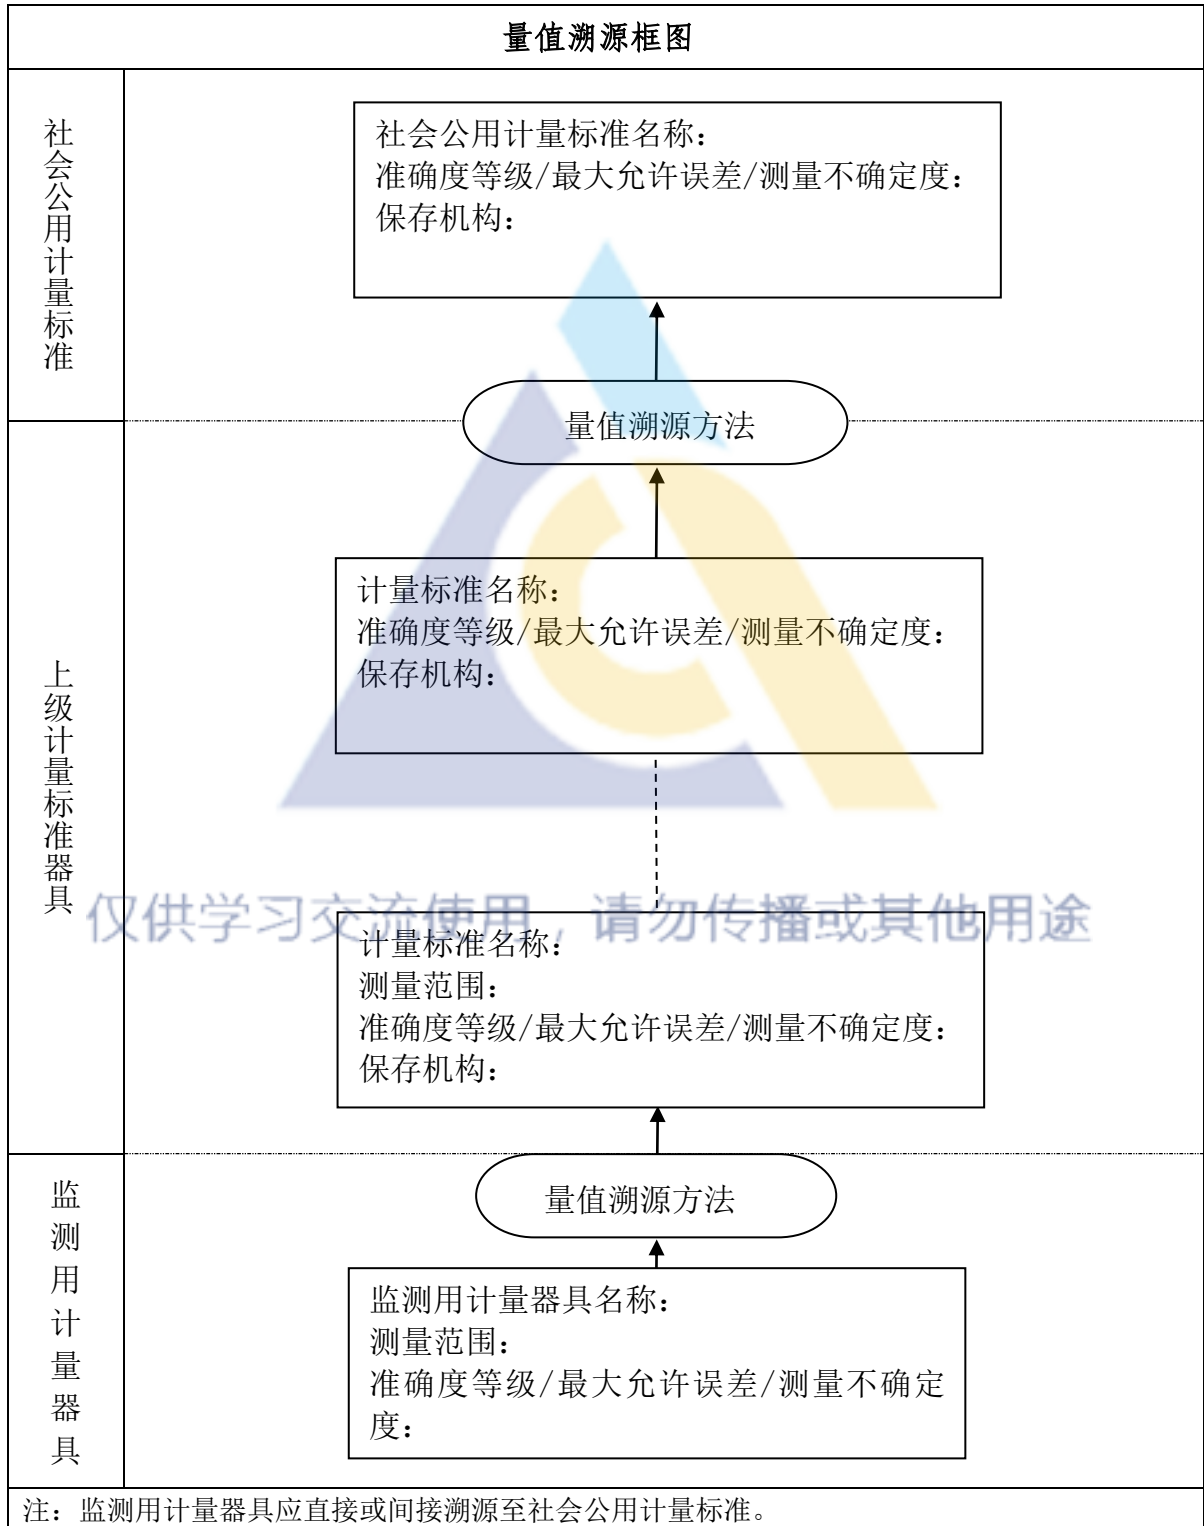 量值溯源框图
社会公用计量标准
社会公用计量标准名称：
准确度等级/最大允许误差/测量不确定度：
保存机构：
量值溯源方法
上级计量标准器具
计量标准名称：
准确度等级/最大允许误差/测量不确定度：
保存机构：
仅供学习交流使用，请勿传播或其他用途
计量标准名称：
测量范围：
准确度等级/最大允许误差/测量不确定度：
保存机构：
监测用计量器具
量值溯源方法
监测用计量器具名称：
测量范围：
准确度等级/最大允许误差/测量不确定
度：
注：监测用计量器具应直接或间接溯源至社会公用计量标准。